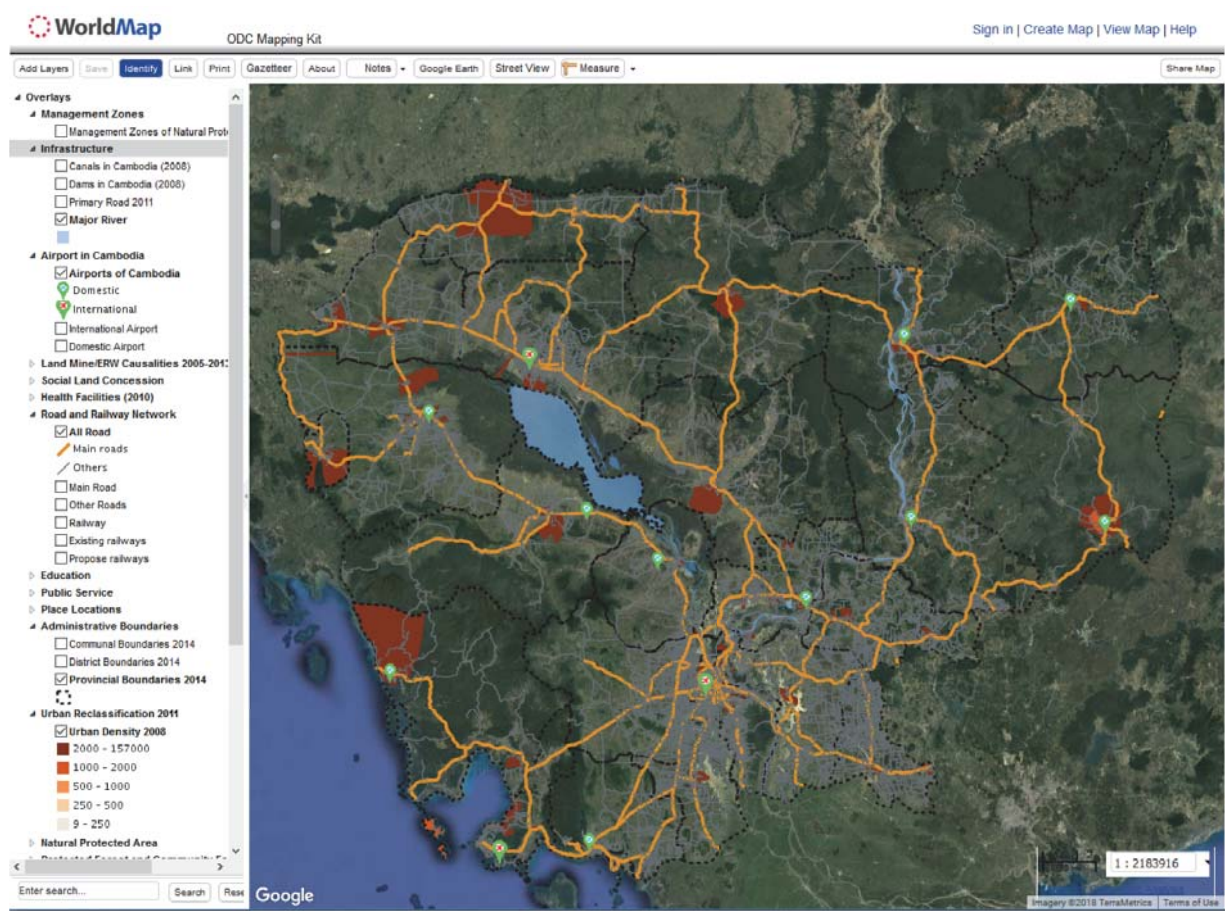 WorldMap
ODC Mapping Kit
Sign in | Create Map | View Map | Help
Add Layers Save Identify Link Print Gazetteer About Notes Google Earth Street View Measure Share Map
Overlays
Management Zones
Management Zones of Natural Prot
Infrastructure
Canals in Cambodia (2008)
Dams in Cambodia (2008)
Primary Road 2011
Major River
Airport in Cambodia
Airports of Cambodia
Domestic
International
International Airport
Domestic Airport
Land Mine/ERW Causalities 2005-2013
Social Land Concession
Health Facilities (2010)
Road and Railway Network
All Road
Main roads
Others
Main Road
Other Roads
Railway
Existing railways
Propose railways
Education
Public Service
Place Locations
Administrative Boundaries
Communal Boundaries 2014
District Boundaries 2014
Provincial Boundaries 2014
Urban Reclassification 2011
Urban Density 2008
2000 - 157000
1000 - 2000
500 - 1000
250 - 500
9 - 250
Natural Protected Area
Enter search... Search Rese
Google
1 : 2183916
Imagery ©2018 TerraMetrics Terms of Use